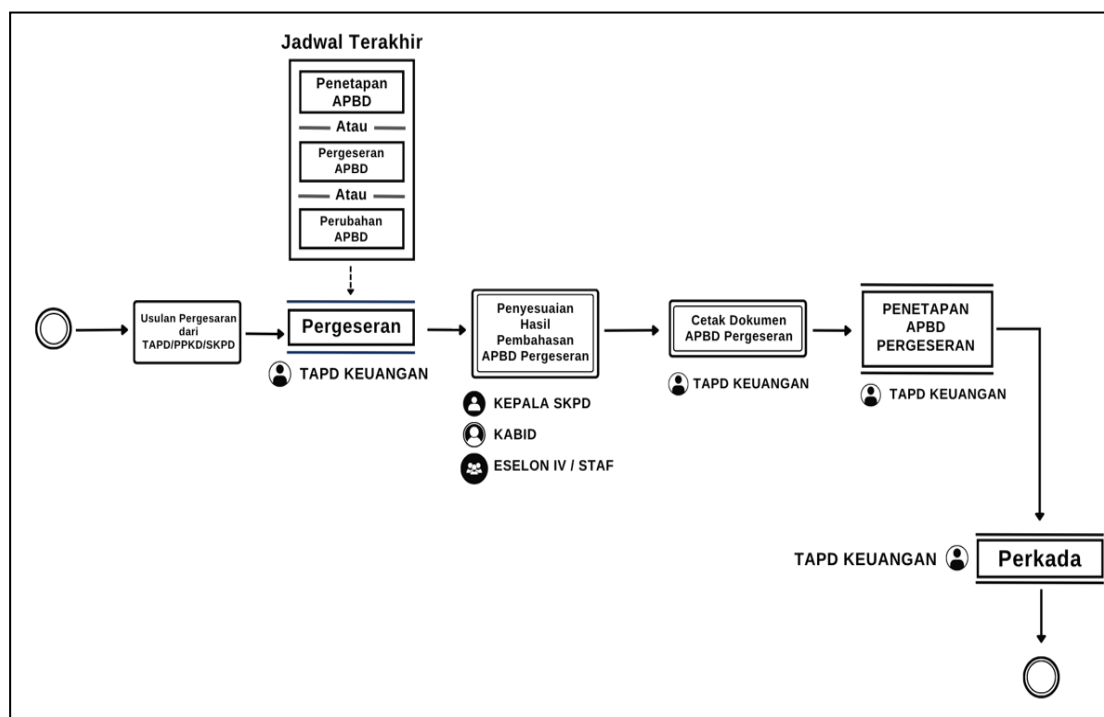 Jadwal Terakhir
Penetapan
APBD
Atau
Pergeseran
APBD
Atau
Perubahan
APBD
Usulan Pergesaran
dari
TAPD/PPKD/SKPD
Pergeseran
TAPD KEUANGAN
Penyesuaian
Hasil
Pembahasan
APBD Pergeseran
KEPALA SKPD
KABID
ESELON IV / STAF
Cetak Dokumen
APBD Pergeseran
TAPD KEUANGAN
PENETAPAN
APBD
PERGESERAN
TAPD KEUANGAN
TAPD KEUANGAN
Perkada